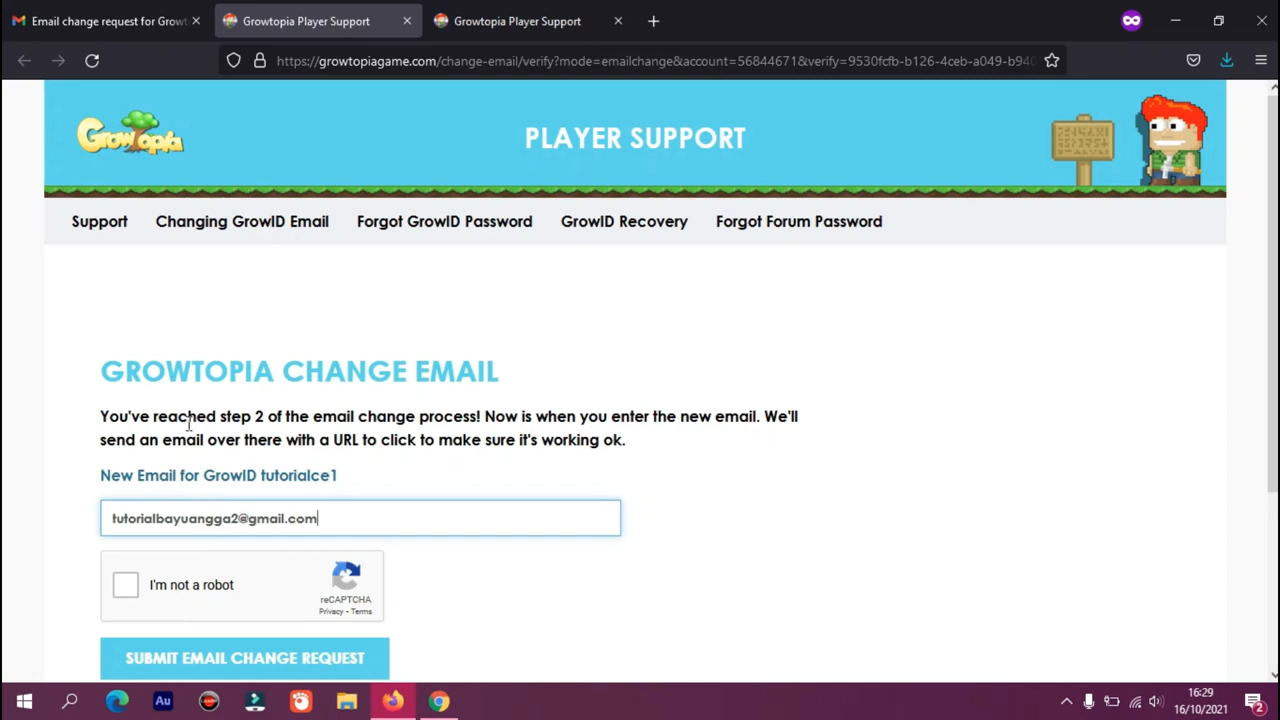 Email change request for Growt
Growtopia Player Support
Growtopia Player Support
https://growtopiagame.com/change-email/verify?mode=emailchange&account=56844671&verify=9530fcfb-b126-4ceb-a049-b940
Growtopia
PLAYER SUPPORT
Support
Changing GrowID Email
Forgot GrowID Password
GrowID Recovery
Forgot Forum Password
GROWTOPIA CHANGE EMAIL
You've reached step 2 of the email change process! Now is when you enter the new email. We'll
send an email over there with a URL to click to make sure it's working ok.
New Email for GrowID tutorialce1
tutorialbayuangga2@gmail.com
I'm not a robot
reCAPTCHA
Privacy - Terms
SUBMIT EMAIL CHANGE REQUEST
Au
16:29
16/10/2021
2